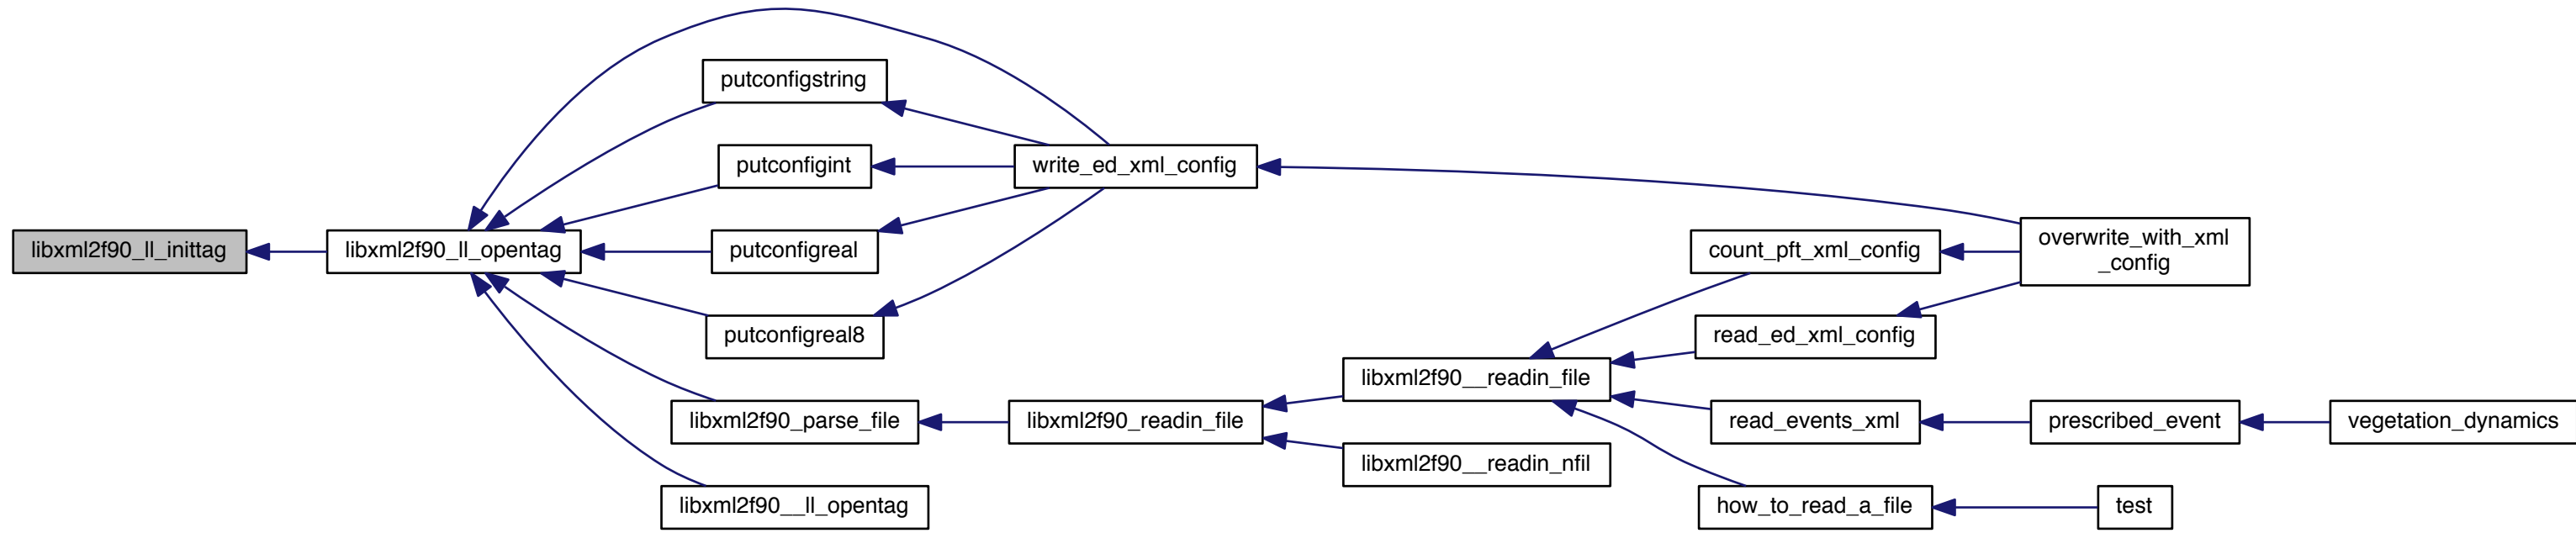 putconfigstring
putconfigint
write_ed_xml_config
libxml2f90_ll_inittag
libxml2f90_ll_opentag
putconfigreal
count_pft_xml_config
overwrite_with_xml
_config
putconfigreal8
read_ed_xml_config
libxml2f90__readin_file
libxml2f90_parse_file
libxml2f90_readin_file
read_events_xml
prescribed_event
vegetation_dynamics
libxml2f90__readin_nfil
libxml2f90__ll_opentag
how_to_read_a_file
test